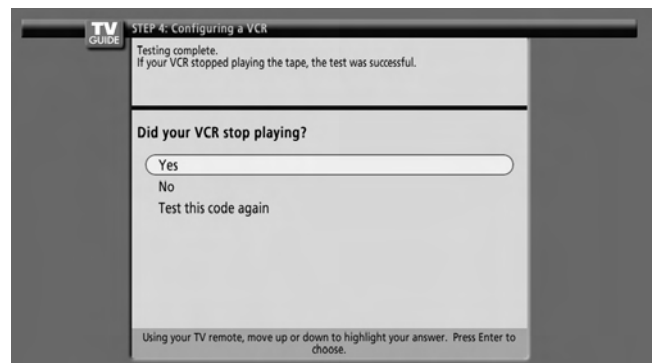 TV
GUIDE
STEP 4: Configuring a VCR
Testing complete.
If your VCR stopped playing the tape, the test was successful.
Did your VCR stop playing?
Yes
No
Test this code again
Using your TV remote, move up or down to highlight your answer. Press Enter to
choose.